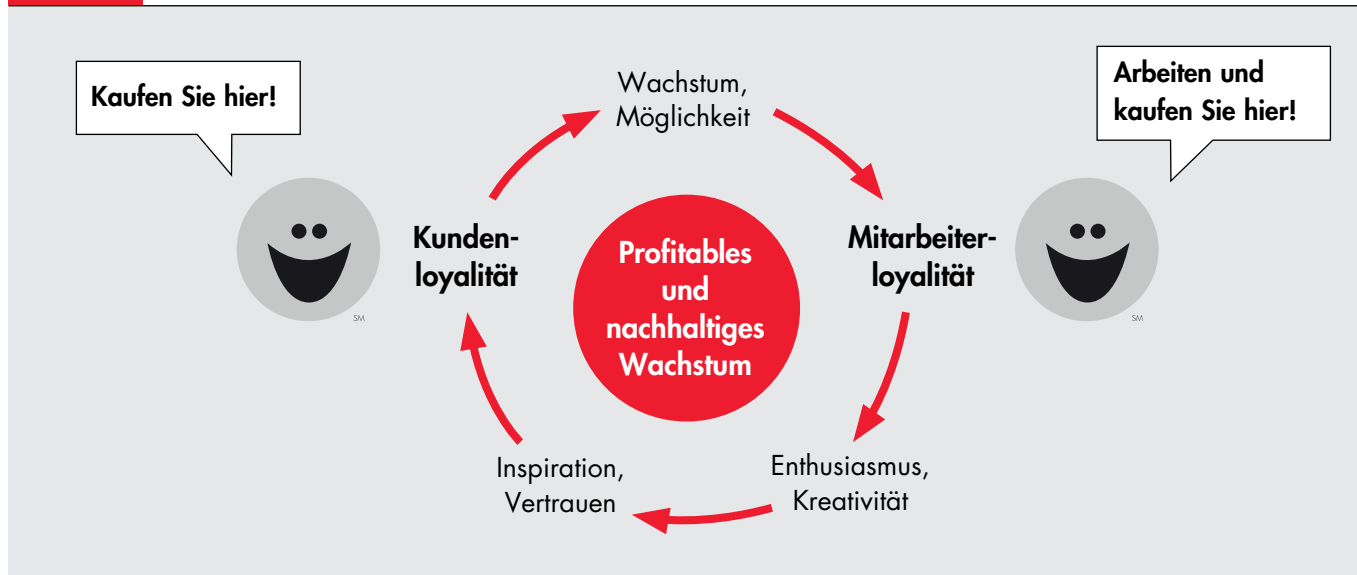 Kaufen Sie hier!
Wachstum,
Möglichkeit
Arbeiten und
kaufen Sie hier!
Kunden-
loyalität
Profitables
und
nachhaltiges
Wachstum
Mitarbeiter-
loyalität
SM
SM
Inspiration,
Vertrauen
Enthusiasmus,
Kreativität